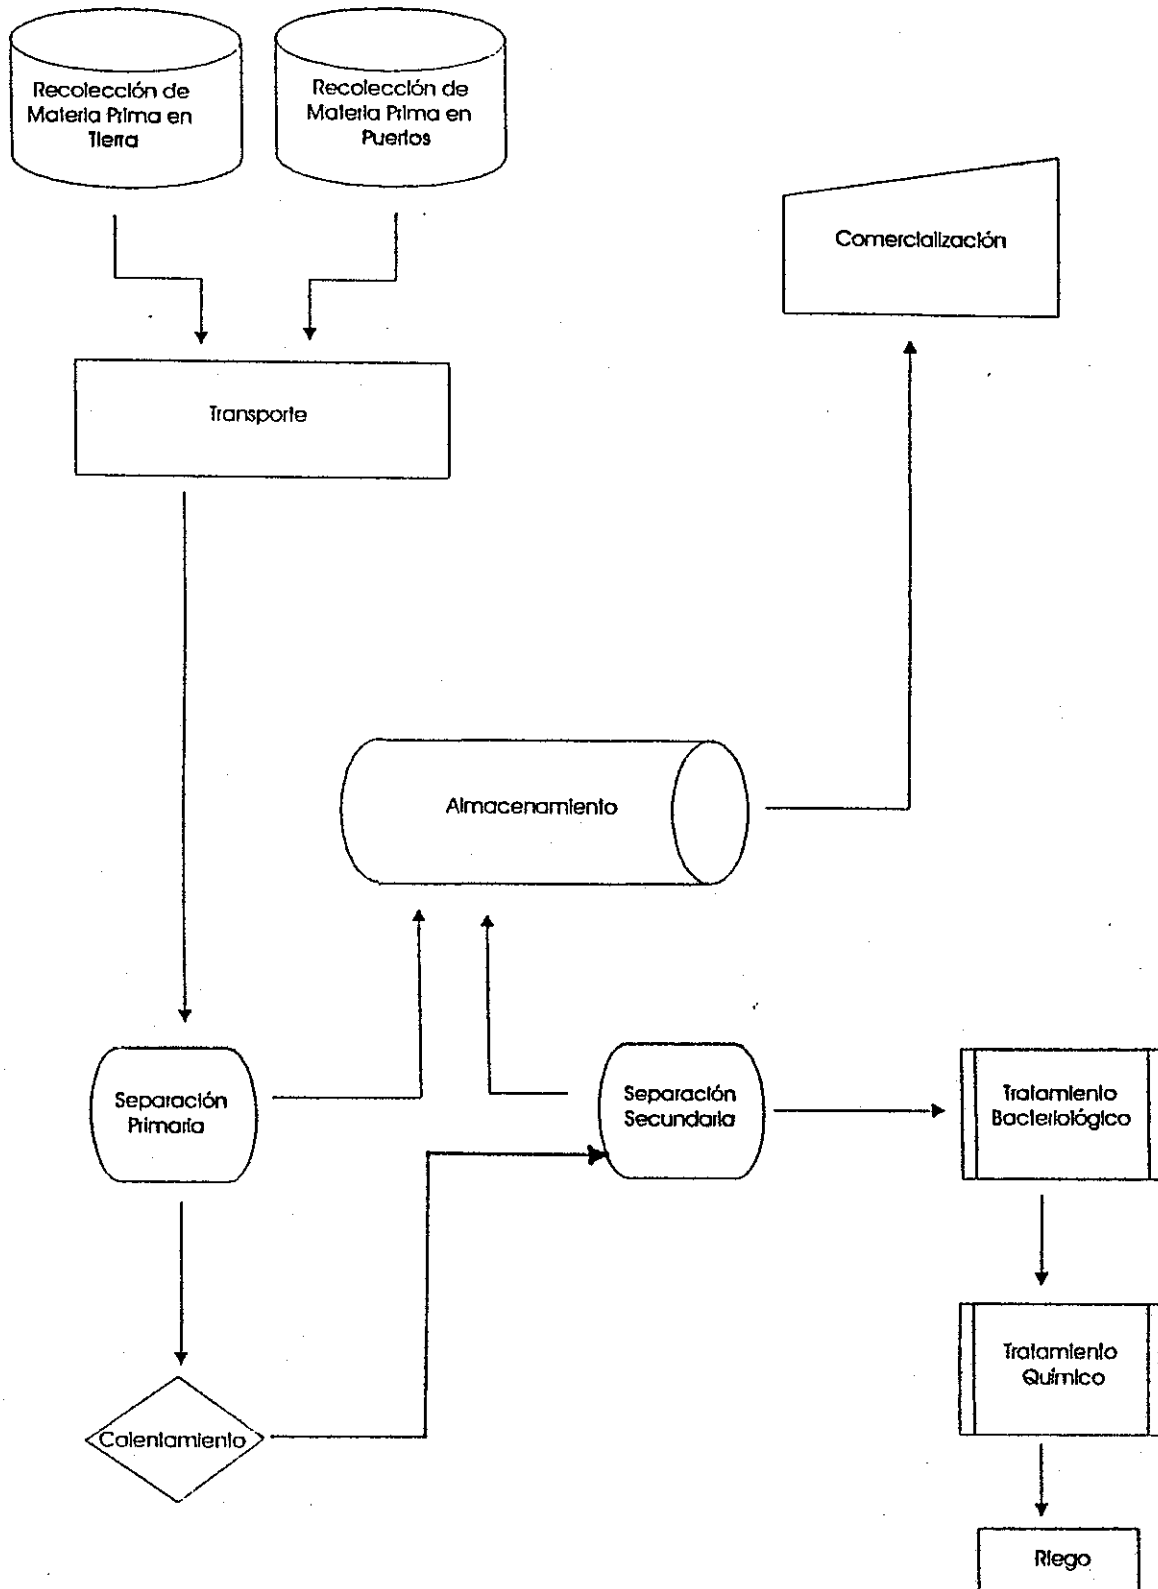 Recolección de
Materia Prima en
Tierra
Recolección de
Materia Prima en
Puertos
Comercialización
Transporte
Almacenamiento
Separación
Primaria
Separación
Secundaria
Tratamiento
Bacteriológico
Tratamiento
Químico
Calentamiento
Riego